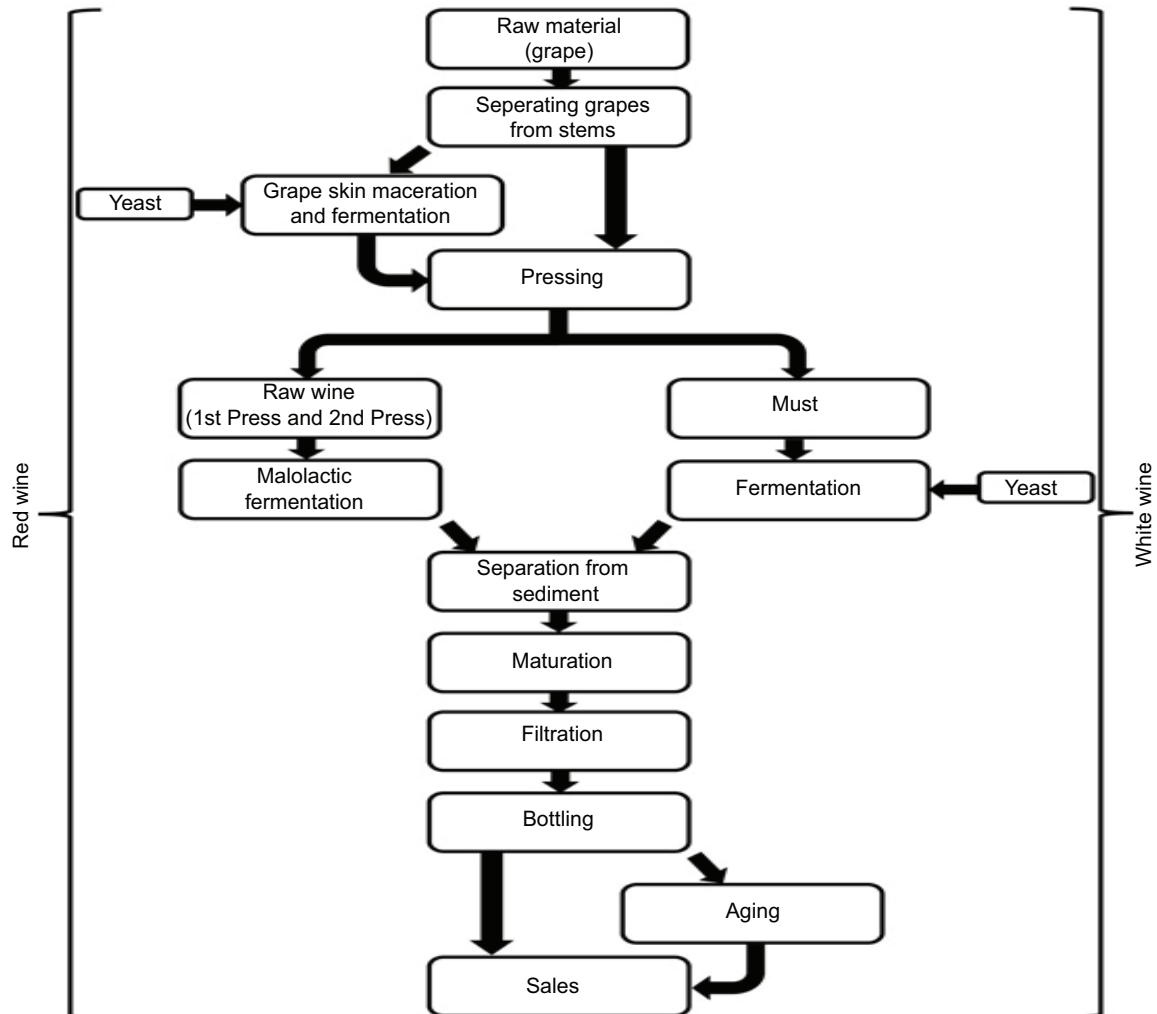 Raw material
(grape)
Seperating grapes
from stems
Yeast
Grape skin maceration
and fermentation
Pressing
Raw wine
(1st Press and 2nd Press)
Must
Malolactic
fermentation
Fermentation
Yeast
Red wine
White wine
Separation from
sediment
Maturation
Filtration
Bottling
Aging
Sales